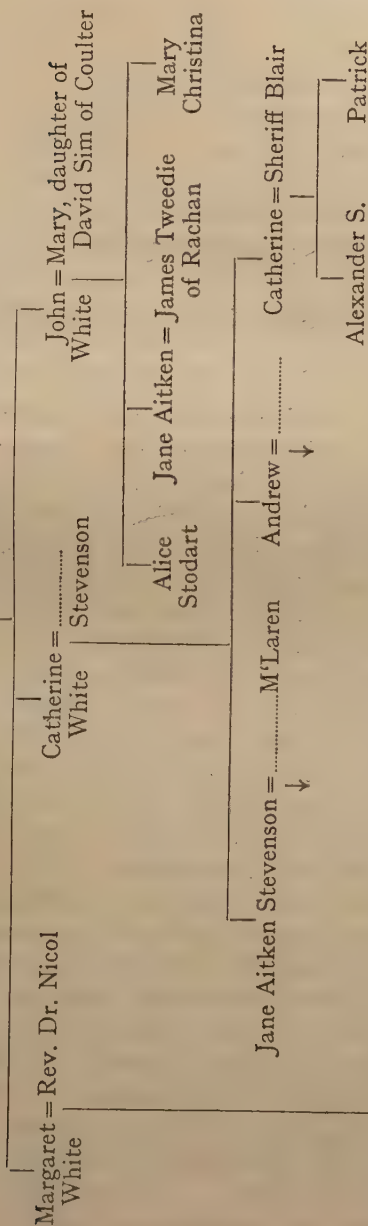 Margaret = Rev. Dr. Nicol
White
Catherine = ..................
White Stevenson
John = Mary, daughter of
White David Sim of Coulter
Alice
Stodart
Jane Aitken = James Tweedie
of Rachan
Mary
Christina
Jane Aitken Stevenson = ..................M‘Laren
Andrew = ..................
Catherine = Sheriff Blair
Alexander S. Patrick